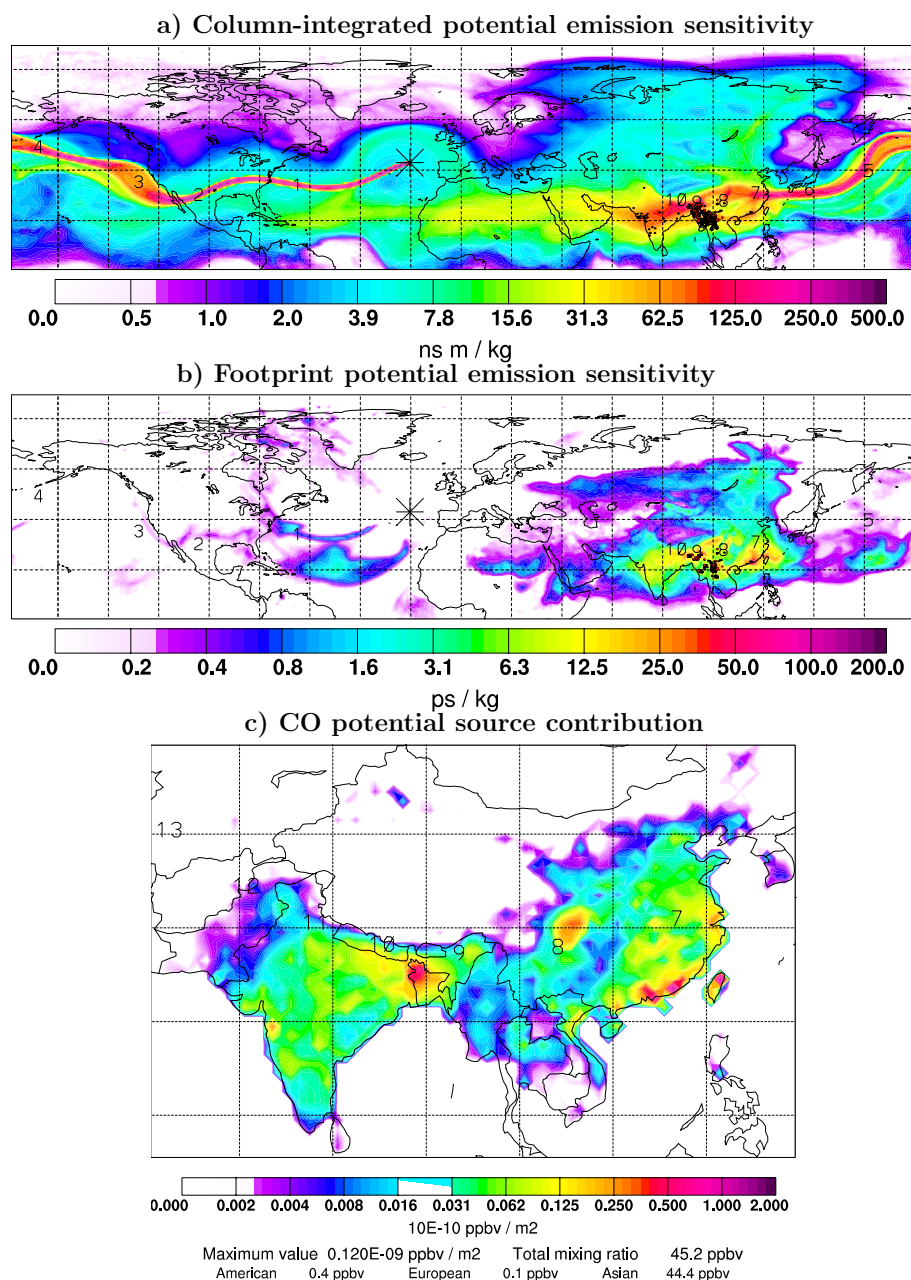 a) Column-integrated potential emission sensitivity
4
3
2
1
10
9
8
7
6
5
0.0 0.5 1.0 2.0 3.9 7.8 15.6 31.3 62.5 125.0 250.0 500.0
ns m / kg
b) Footprint potential emission sensitivity
4
3
2
1
10
9
8
7
6
5
0.0 0.2 0.4 0.8 1.6 3.1 6.3 12.5 25.0 50.0 100.0 200.0
ps / kg
c) CO potential source contribution
13
7
10
9
8
0.000 0.002 0.004 0.008 0.016 0.031 0.062 0.125 0.250 0.500 1.000 2.000
10E-10 ppbv / m2
Maximum value 0.120E-09 ppbv / m2 Total mixing ratio 45.2 ppbv
American 0.4 ppbv European 0.1 ppbv Asian 44.4 ppbv